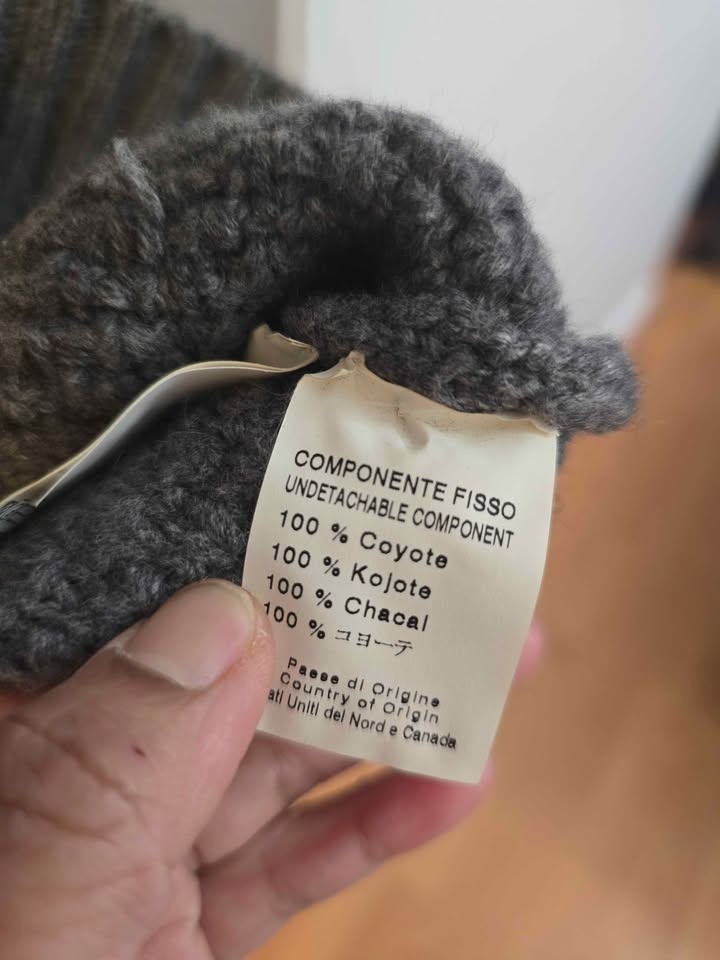 COMPONENTE FISSO
UNDETACHABLE COMPONENT
100 % Coyote
100 % Kojote
100 % Chacal
100 % コヨーテ
Paese di Origine
Country of Origin
ati Uniti del Nord e Canada